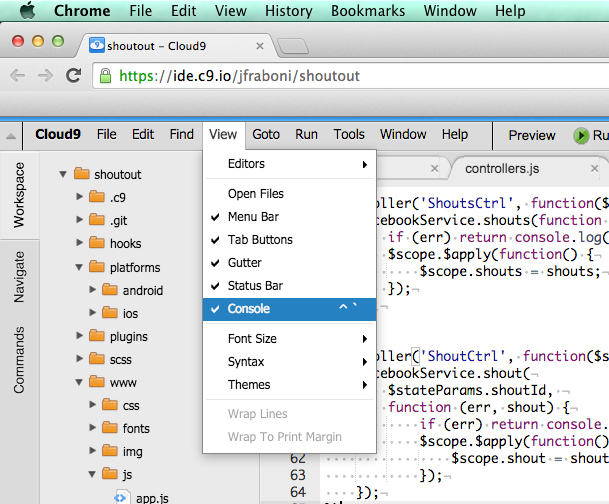 Chrome File Edit View History Bookmarks Window Help
shoutout – Cloud9
https://ide.c9.io/jfraboni/shoutout
Cloud9 File Edit Find View Goto Run Tools Window Help Preview Ru
Workspace
Navigate
Commands
shoutout
.c9
.git
hooks
platforms
android
ios
plugins
scss
www
css
fonts
img
js
app.js
Editors
Open Files
Menu Bar
Tab Buttons
Gutter
Status Bar
Console ^ `
Font Size
Syntax
Themes
Wrap Lines
Wrap To Print Margin
controllers.js
oller('ShoutsCtrl', function($
cebookService.shouts(function
if (err) return console.log(
$scope.$apply(function() {
$scope.shouts = shouts;
});
oller('ShoutCtrl', function($s
cebookService.shout(
$stateParams.shoutId,
function (err, shout) {
if (err) return console.
$scope.$apply(function()
62 $scope.shout = shout
63 });
64 });